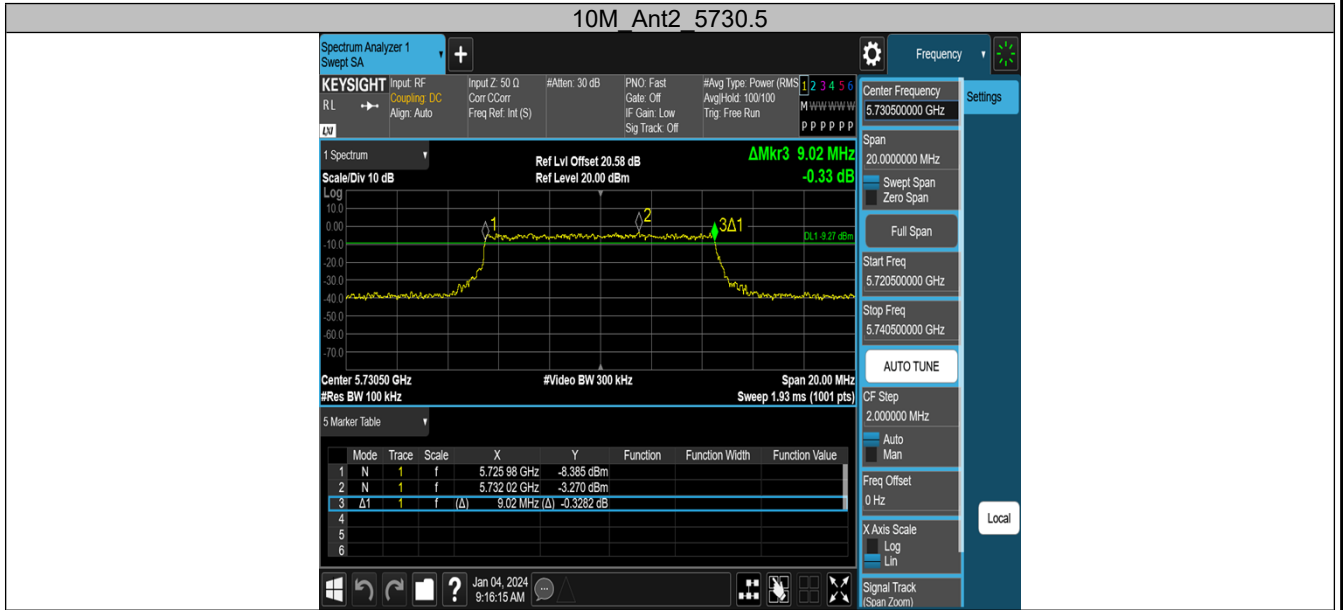 10M_Ant2_5730.5
Spectrum Analyzer 1
Swept SA
+
Frequency
KEYSIGHT
RL
LXI
Input: RF
Coupling: DC
Align: Auto
Input Z: 50 Ω
Corr CCorr
Freq Ref: Int (S)
#Atten: 30 dB
PNO: Fast
Gate: Off
IF Gain: Low
Sig Track: Off
#Avg Type: Power (RMS
Avg|Hold: 100/100
Trig: Free Run
1 2 3 4 5 6
M W W W W W
P P P P P P
1 Spectrum
Scale/Div 10 dB
Ref Lvl Offset 20.58 dB
Ref Level 20.00 dBm
ΔMkr3 9.02 MHz
-0.33 dB
Log
10.0
0.00
-10.0
-20.0
-30.0
-40.0
-50.0
-60.0
-70.0
1
2
3Δ1
DL1 -9.27 dBm
Center 5.73050 GHz
#Video BW 300 kHz
Span 20.00 MHz
#Res BW 100 kHz
Sweep 1.93 ms (1001 pts)
5 Marker Table
Mode Trace Scale X Y Function Function Width Function Value
1 N 1 f 5.725 98 GHz -8.385 dBm
2 N 1 f 5.732 02 GHz -3.270 dBm
3 Δ1 1 f (Δ) 9.02 MHz (Δ) -0.3282 dB
4
5
6
?
Jan 04, 2024
9:16:15 AM
Center Frequency
5.730500000 GHz
Settings
Span
20.0000000 MHz
Swept Span
Zero Span
Full Span
Start Freq
5.720500000 GHz
Stop Freq
5.740500000 GHz
AUTO TUNE
CF Step
2.000000 MHz
Auto
Man
Freq Offset
0 Hz
Local
X Axis Scale
Log
Lin
Signal Track
(Span Zoom)